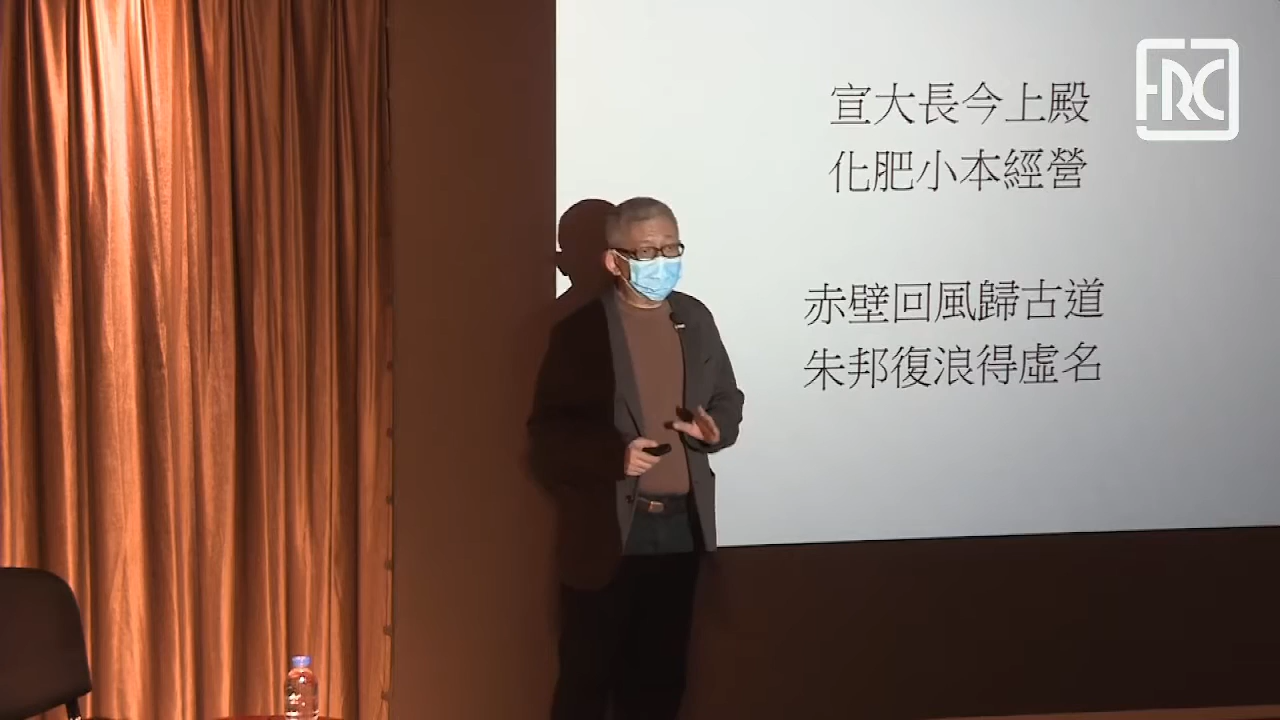 HRC
宣大長今上殿
化肥小本經營
赤壁回風歸古道
朱邦復浪得虛名